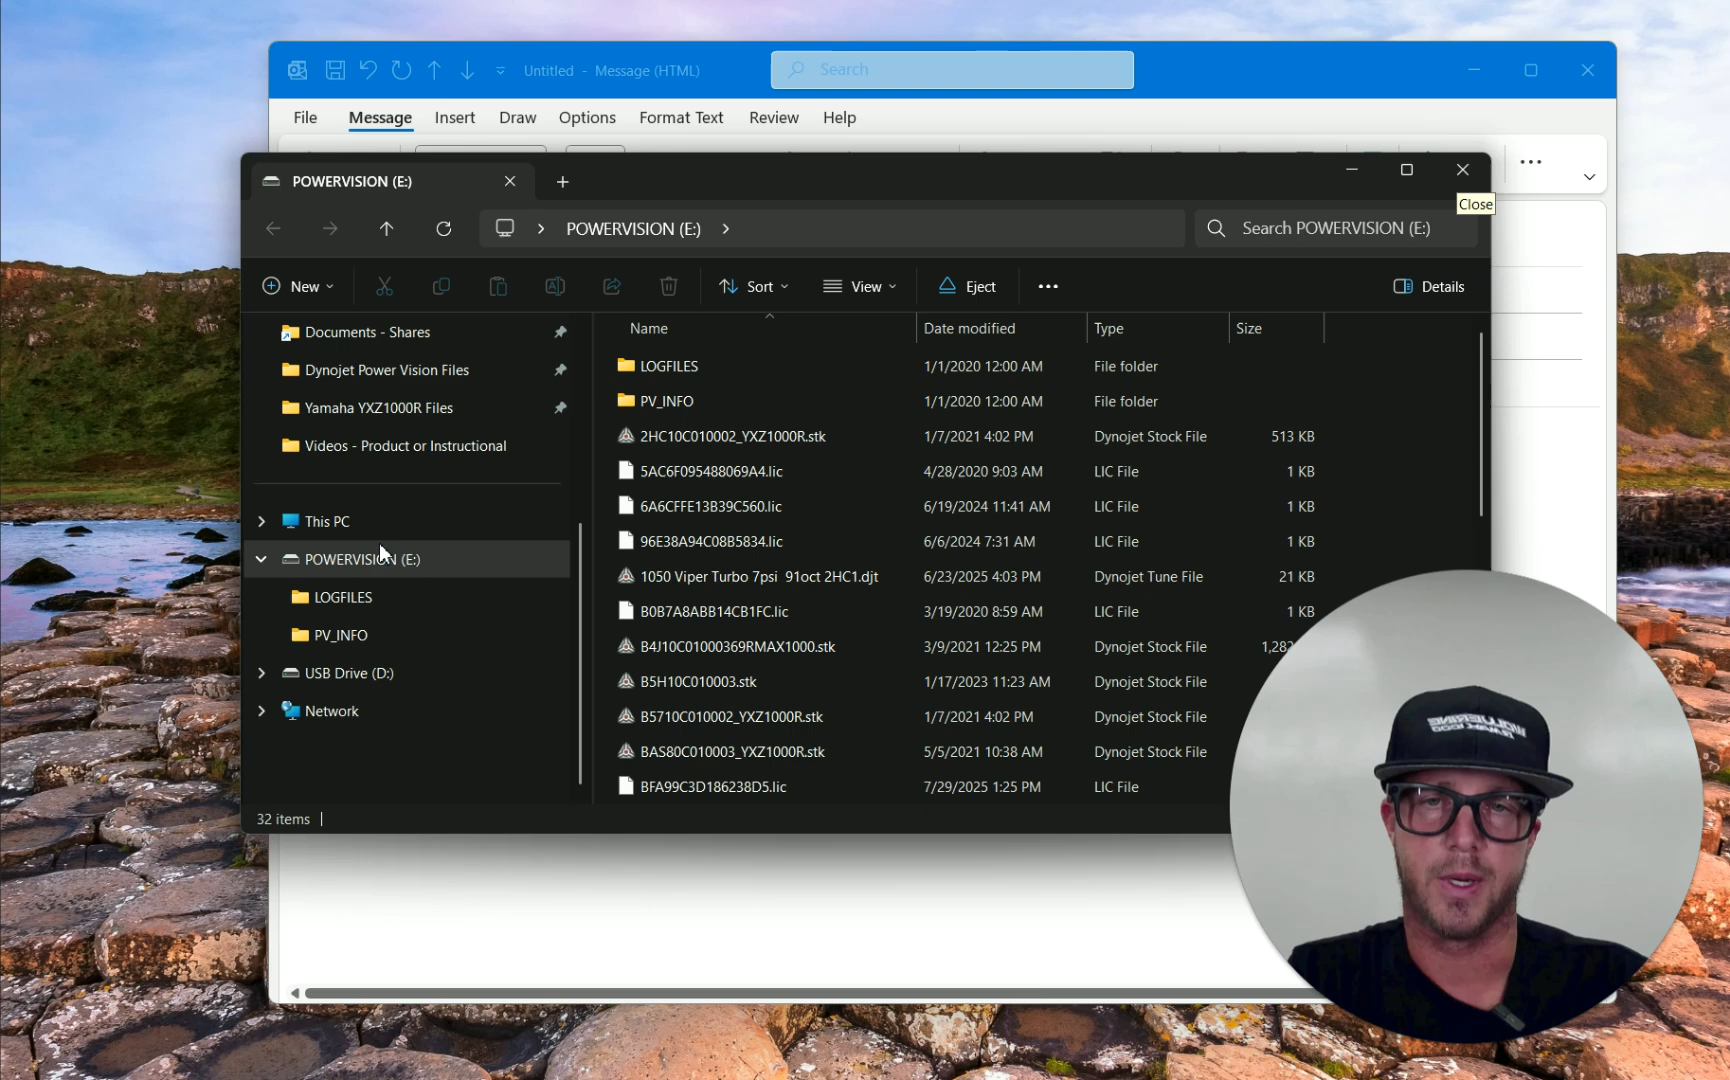 Untitled - Message (HTML)
Search
File Message Insert Draw Options Format Text Review Help
POWERVISION (E:)
Close
POWERVISION (E:)
Search POWERVISION (E:)
New
Sort
View
Eject
Details
Documents - Shares
Dynojet Power Vision Files
Yamaha YXZ1000R Files
Videos - Product or Instructional
This PC
POWERVISION (E:)
LOGFILES
PV_INFO
USB Drive (D:)
Network
Name Date modified Type Size
LOGFILES 1/1/2020 12:00 AM File folder
PV_INFO 1/1/2020 12:00 AM File folder
2HC10C010002_YXZ1000R.stk 1/7/2021 4:02 PM Dynojet Stock File 513 KB
5AC6F095488069A4.lic 4/28/2020 9:03 AM LIC File 1 KB
6A6CFFE13B39C560.lic 6/19/2024 11:41 AM LIC File 1 KB
96E38A94C08B5834.lic 6/6/2024 7:31 AM LIC File 1 KB
1050 Viper Turbo 7psi 91oct 2HC1.djt 6/23/2025 4:03 PM Dynojet Tune File 21 KB
B0B7A8ABB14CB1FC.lic 3/19/2020 8:59 AM LIC File 1 KB
B4J10C01000369RMAX1000.stk 3/9/2021 12:25 PM Dynojet Stock File
B5H10C010003.stk 1/17/2023 11:23 AM Dynojet Stock File
B5710C010002_YXZ1000R.stk 1/7/2021 4:02 PM Dynojet Stock File
BAS80C010003_YXZ1000R.stk 5/5/2021 10:38 AM Dynojet Stock File
BFA99C3D186238D5.lic 7/29/2025 1:25 PM LIC File
32 items
WOLVERINE